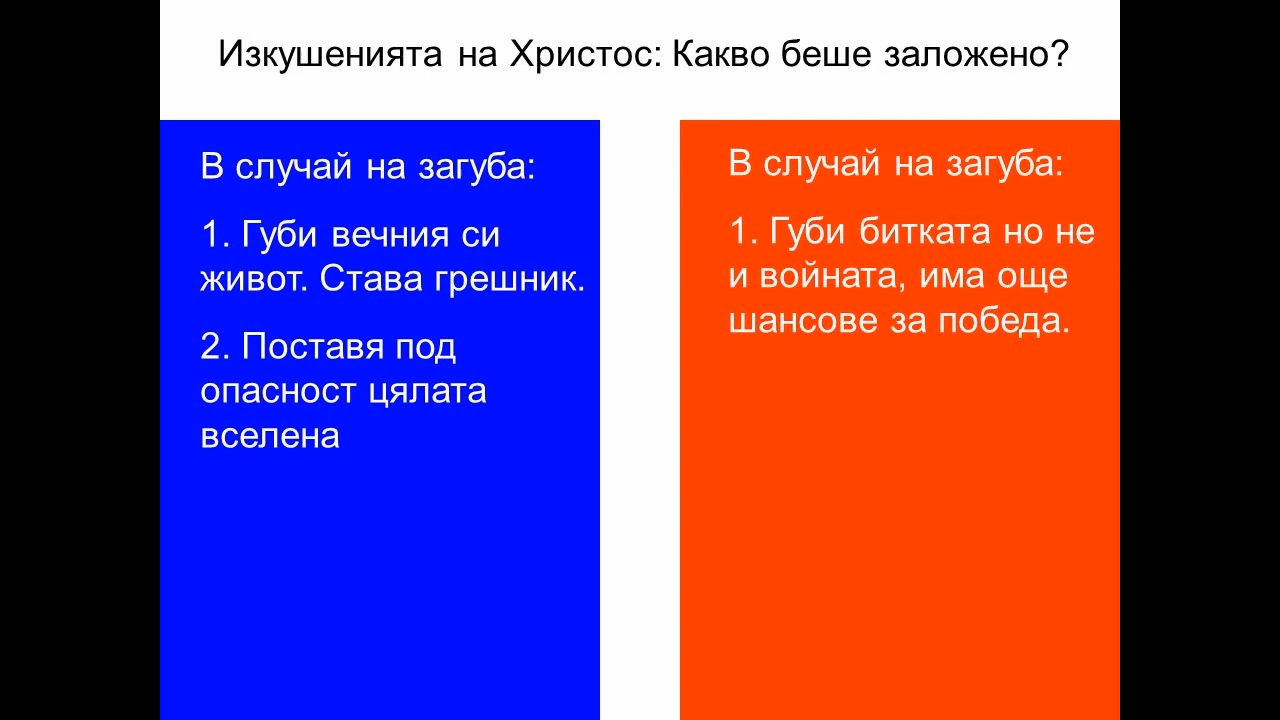 Изкушенията на Христос: Какво беше заложено?
В случай на загуба:
1. Губи вечния си
живот. Става грешник.
2. Поставя под
опасност цялата
вселена
В случай на загуба:
1. Губи битката но не
и войната, има още
шансове за победа.